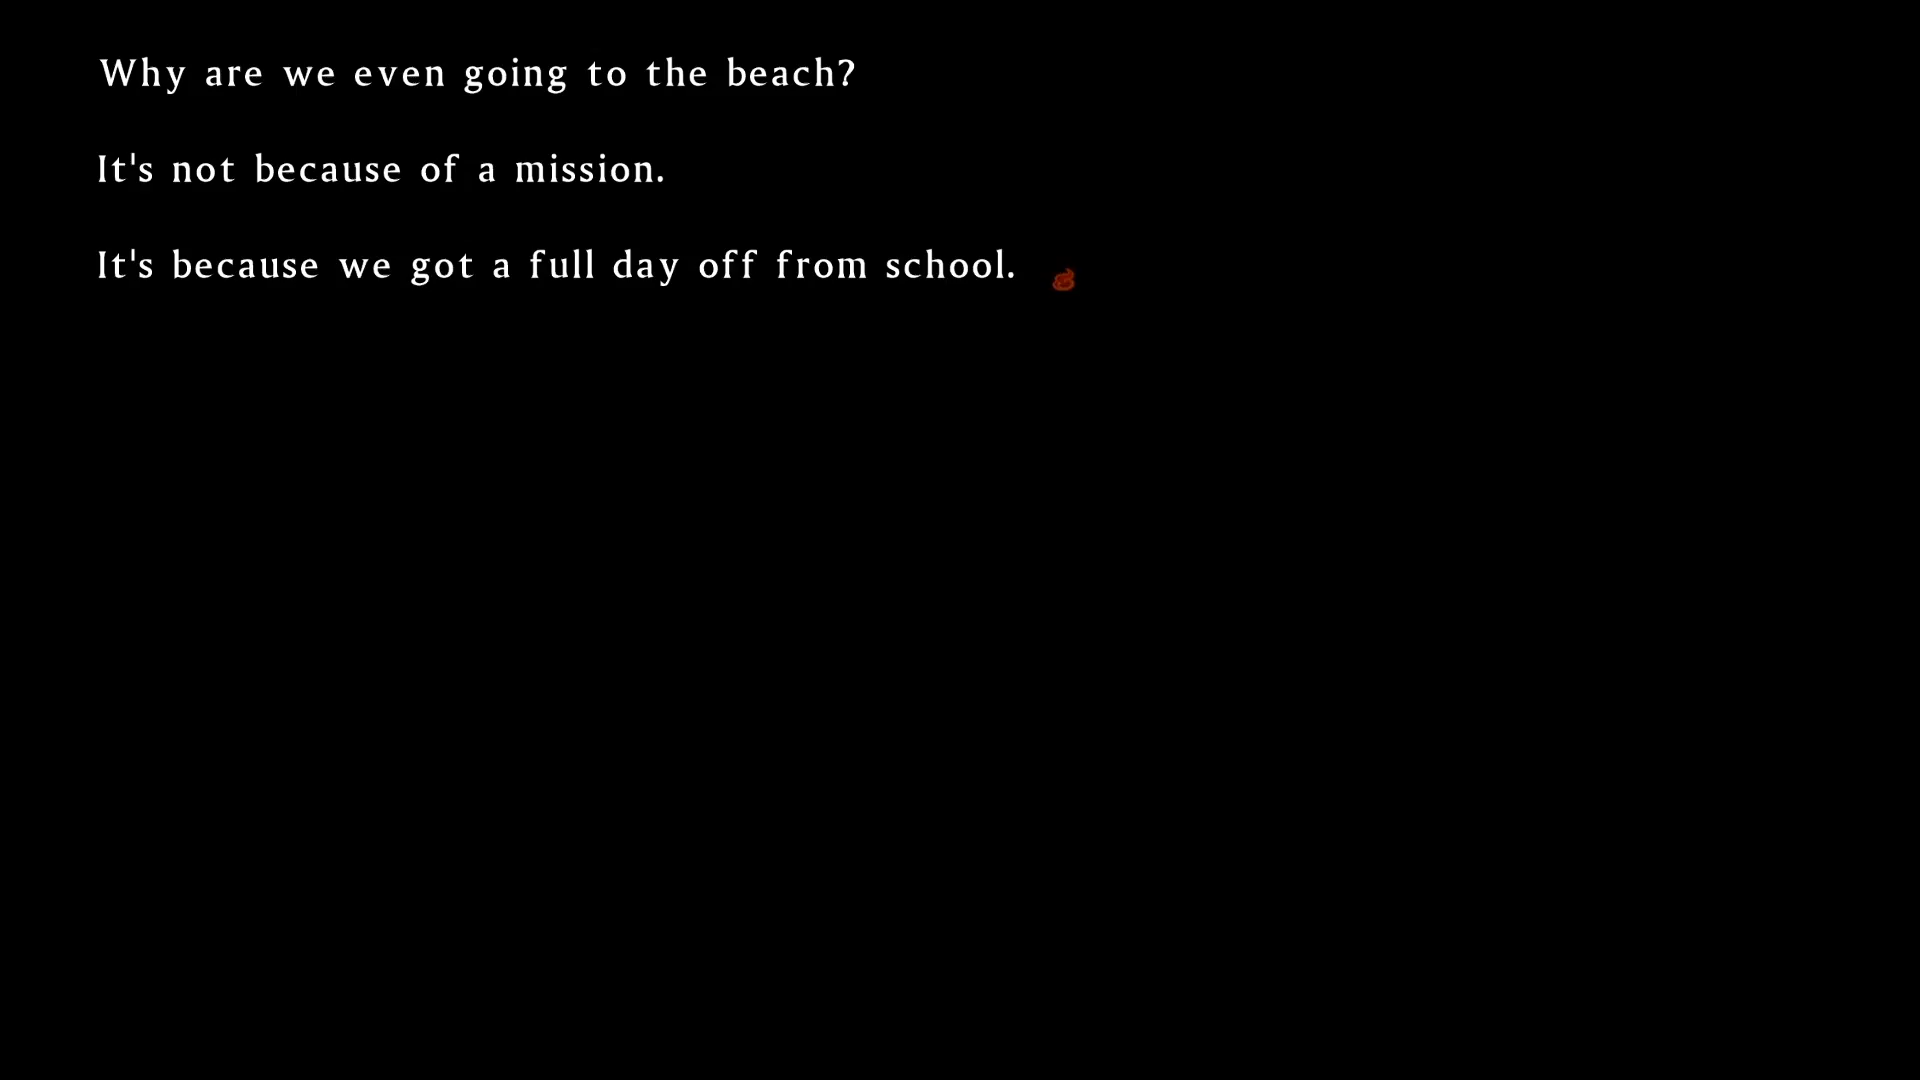 Why are we even going to the beach?
It's not because of a mission.
It's because we got a full day off from school.